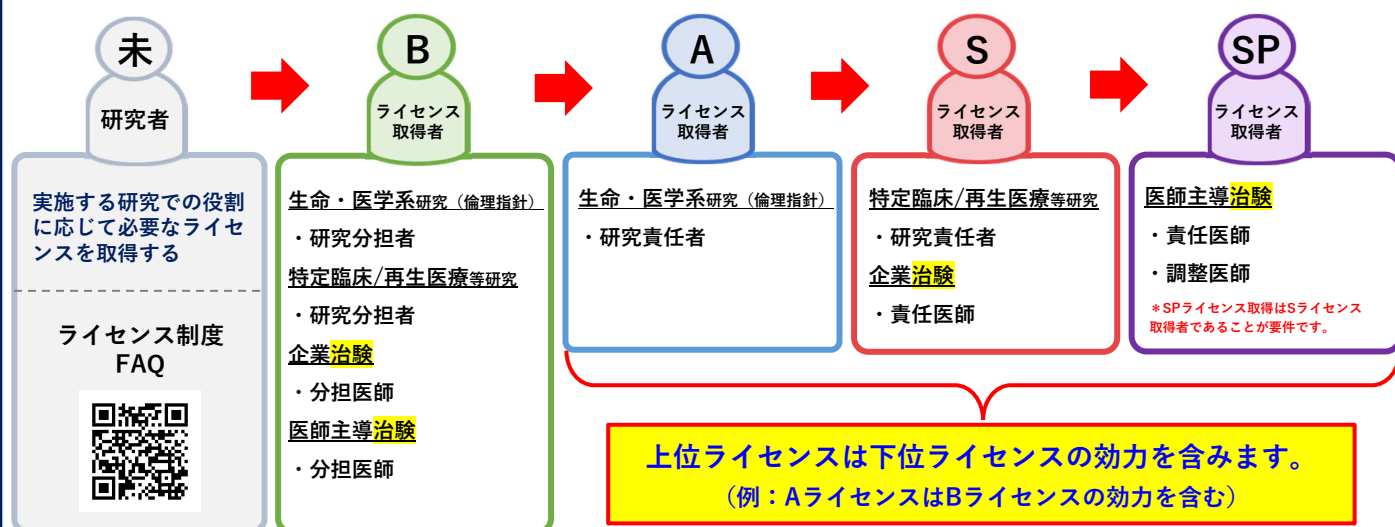 未
研究者
実施する研究での役割
に応じて必要なライセ
ンスを取得する
ライセンス制度
FAQ
B
ライセンス
取得者
生命・医学系研究（倫理指針）
・研究分担者
特定臨床/再生医療等研究
・研究分担者
企業治験
・分担医師
医師主導治験
・分担医師
A
ライセンス
取得者
生命・医学系研究（倫理指針）
・研究責任者
S
ライセンス
取得者
特定臨床/再生医療等研究
・研究責任者
企業治験
・責任医師
SP
ライセンス
取得者
医師主導治験
・責任医師
・調整医師
＊SPライセンス取得はSライセンス
取得者であることが要件です。
上位ライセンスは下位ライセンスの効力を含みます。
（例：AライセンスはBライセンスの効力を含む）